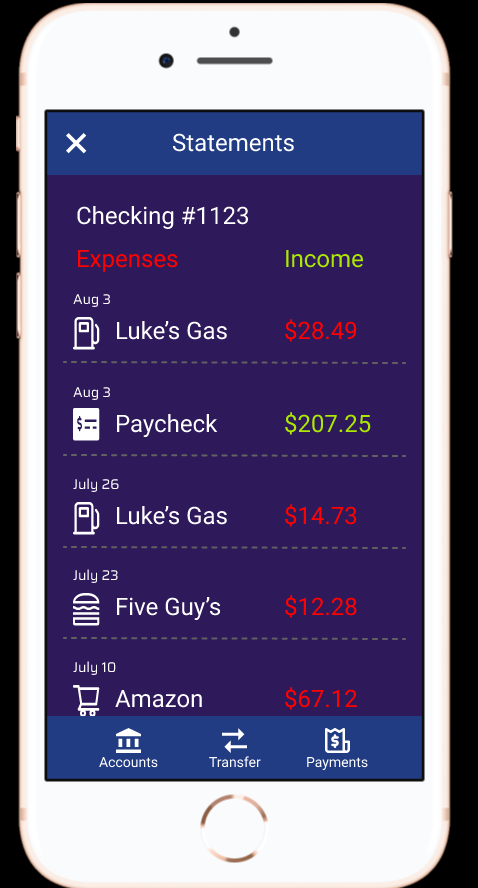 Statements
Checking #1123
Expenses Income
Aug 3
Luke's Gas $28.49
Aug 3
Paycheck $207.25
July 26
Luke's Gas $14.73
July 23
Five Guy's $12.28
July 10
Amazon $67.12
Accounts Transfer Payments